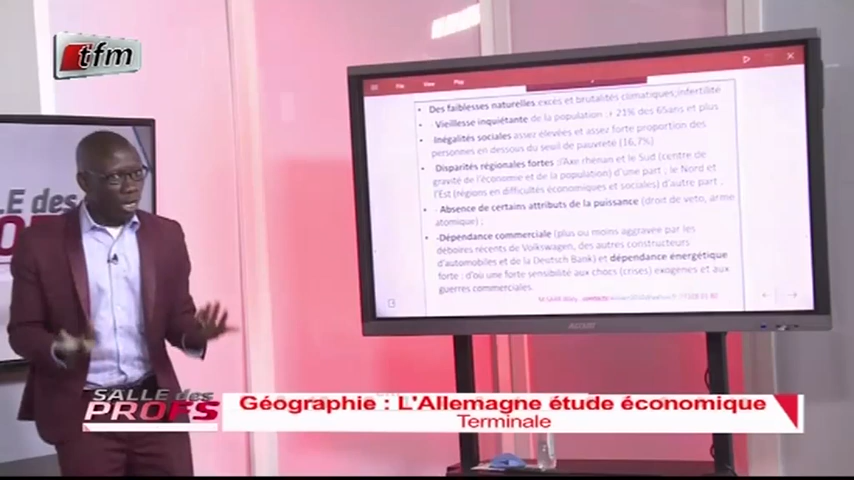 tfm
File View Play
• Des faiblesses naturelles excès et brutalités climatiques;infertilité
• - Vieillesse inquiétante de la population : 21% des 65ans et plus
• Inégalités sociales assez élevées et assez forte proportion des
personnes en dessous du seuil de pauvreté (16,7%)
• Disparités régionales fortes :l'Axe rhénan et le Sud (centre de
gravité de l'économie et de la population) d'une part ; le Nord et
l'Est (régions en difficultés économiques et sociales) d'autre part ;
• - Absence de certains attributs de la puissance (droit de veto, arme
atomique) ;
• -Dépendance commerciale (plus ou moins aggravée par les
déboires récents de Volkswagen, des autres constructeurs
d'automobiles et de la Deutsch Bank) et dépendance énergétique
forte : d'où une forte sensibilité aux chocs (crises) exogènes et aux
guerres commerciales.
LE des
SALLE des
PROFS
Géographie : L'Allemagne étude économique
Terminale